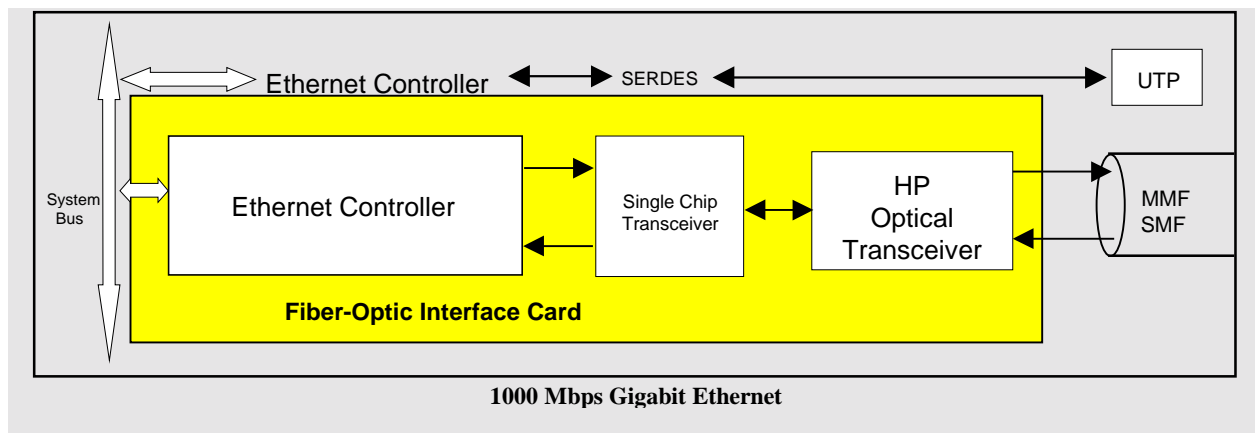 Ethernet Controller
SERDES
UTP
System
Bus
Ethernet Controller
Single Chip
Transceiver
HP
Optical
Transceiver
MMF
SMF
Fiber-Optic Interface Card
1000 Mbps Gigabit Ethernet